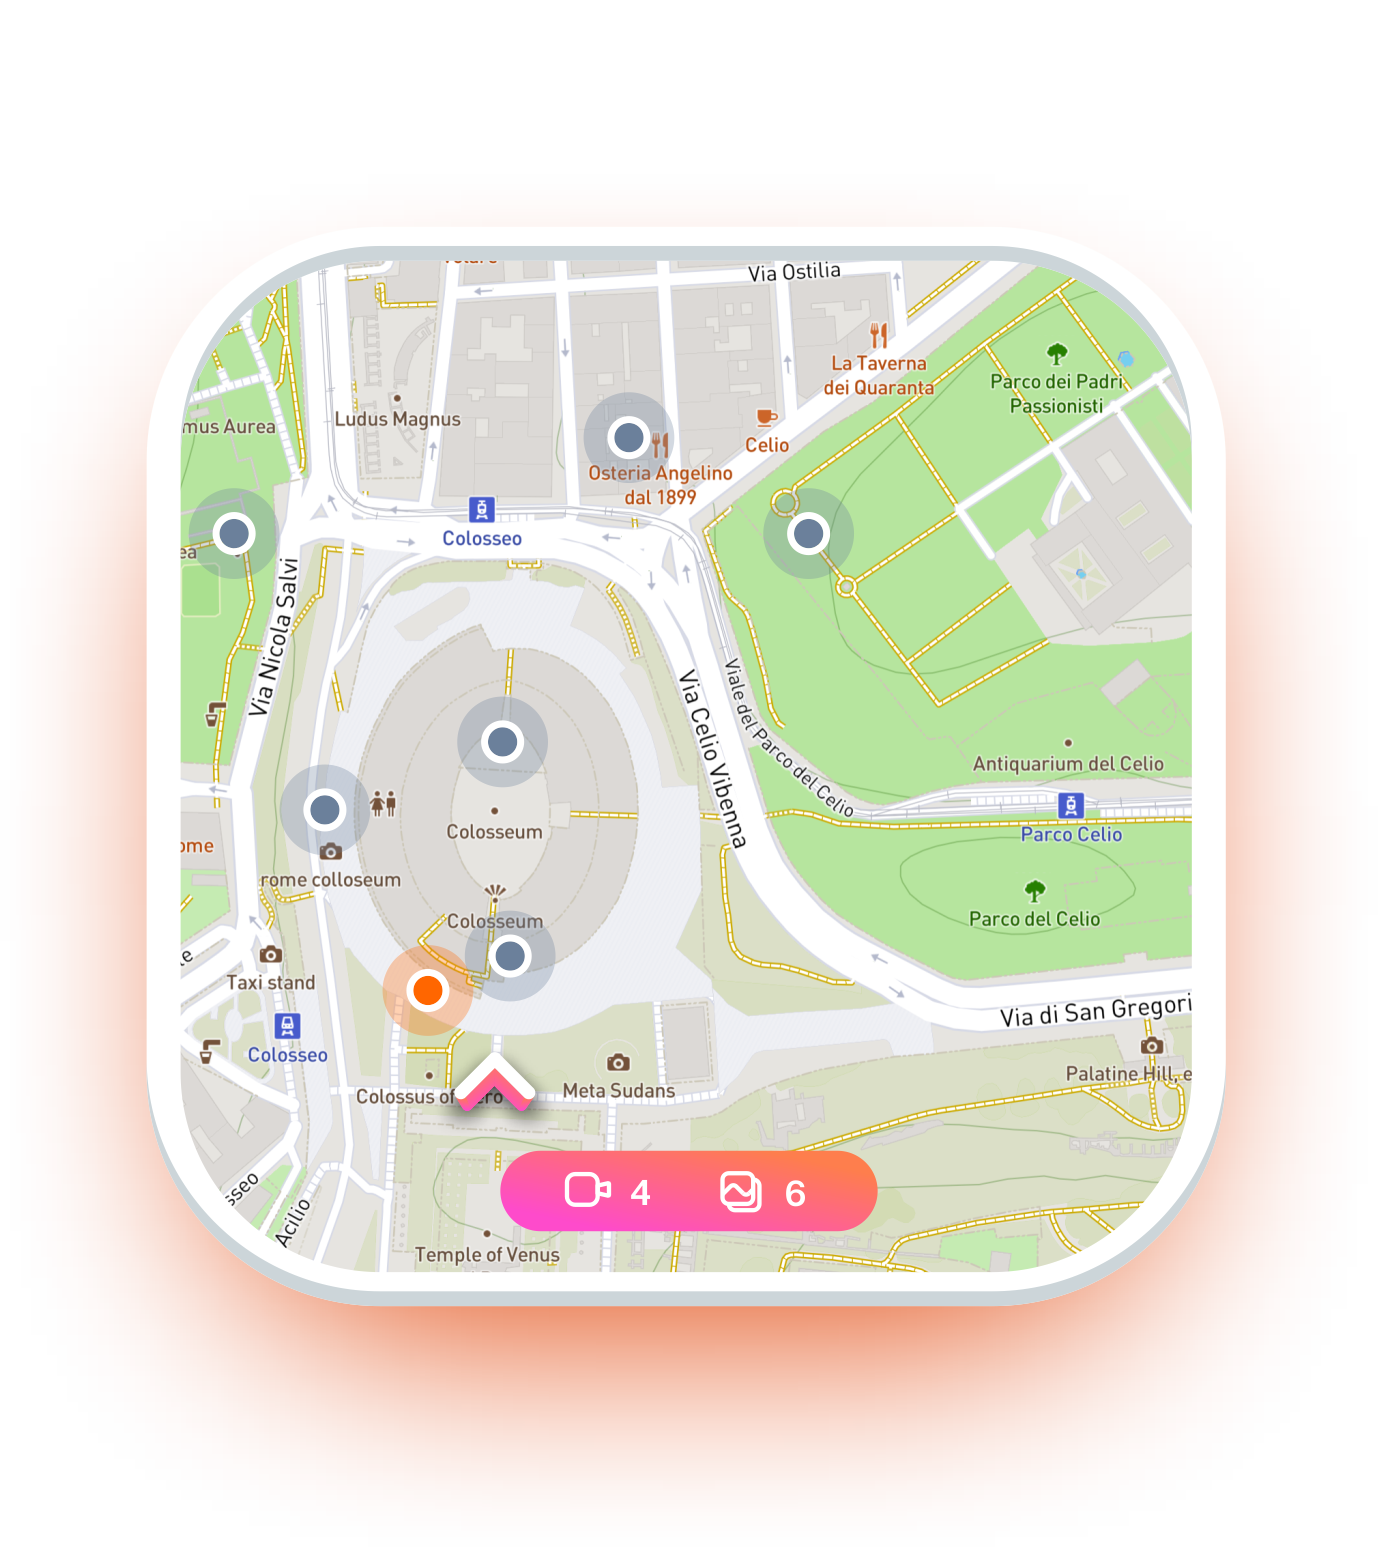 Via Ostilia
La Taverna
dei Quaranta
Parco dei Padri
Passionisti
Ludus Magnus
mus Aurea
Celio
Osteria Angelino
dal 1899
Colosseo
ea
Via Nicola Salvi
Via Celio Vibenna
Viale del Parco del Celio
Antiquarium del Celio
Colosseum
Parco Celio
ome
rome colloseum
Colosseum
Parco del Celio
le
Taxi stand
Via di San Gregori
Colosseo
Palatine Hill, e
Meta Sudans
Colossus of ero
sseo
4 6
Acilio
Temple of Venus